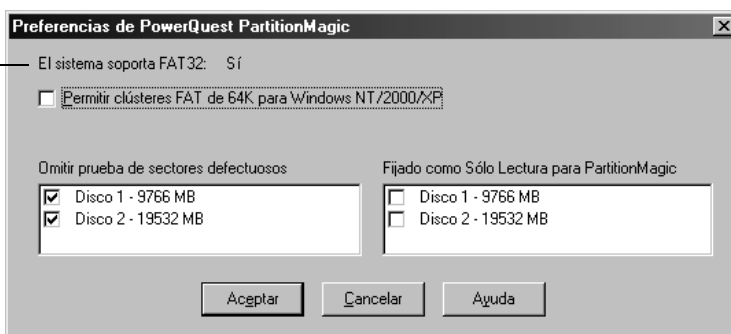 Preferencias de PowerQuest PartitionMagic
El sistema soporta FAT32: Sí
Permitir clústeres FAT de 64K para Windows NT/2000/XP
Omitir prueba de sectores defectuosos
Disco 1 - 9766 MB
Disco 2 - 19532 MB
Fijado como Sólo Lectura para PartitionMagic
Disco 1 - 9766 MB
Disco 2 - 19532 MB
Aceptar
Cancelar
Ayuda